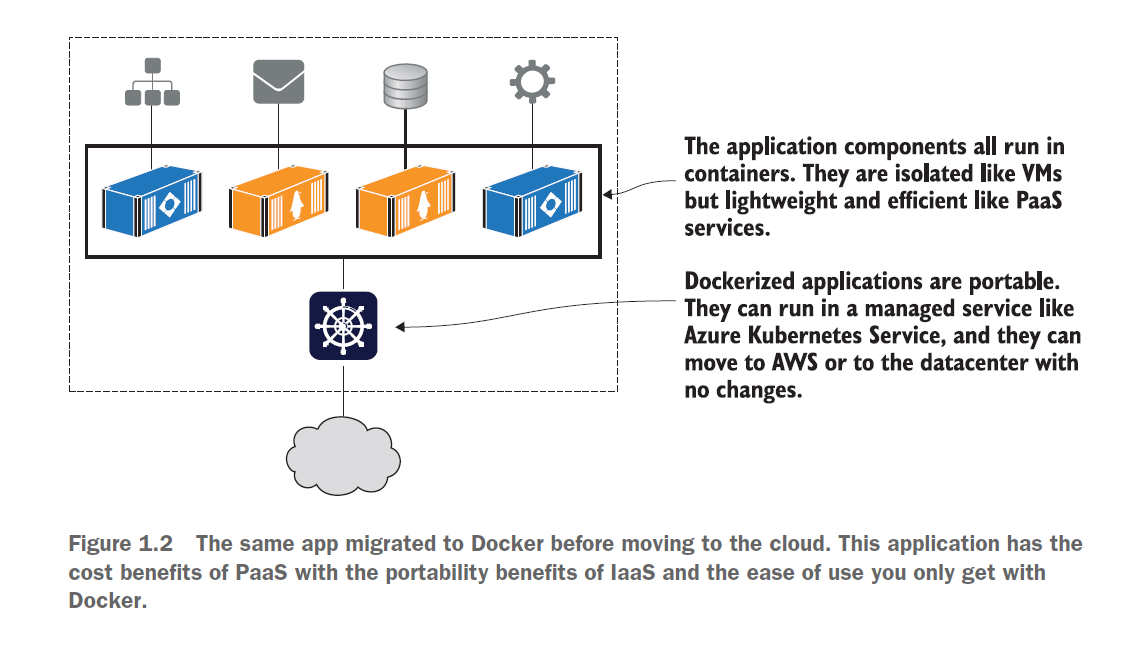 The application components all run in
containers. They are isolated like VMs
but lightweight and efficient like PaaS
services.
Dockerized applications are portable.
They can run in a managed service like
Azure Kubernetes Service, and they can
move to AWS or to the datacenter with
no changes.
Figure 1.2 The same app migrated to Docker before moving to the cloud. This application has the
cost benefits of PaaS with the portability benefits of IaaS and the ease of use you only get with
Docker.